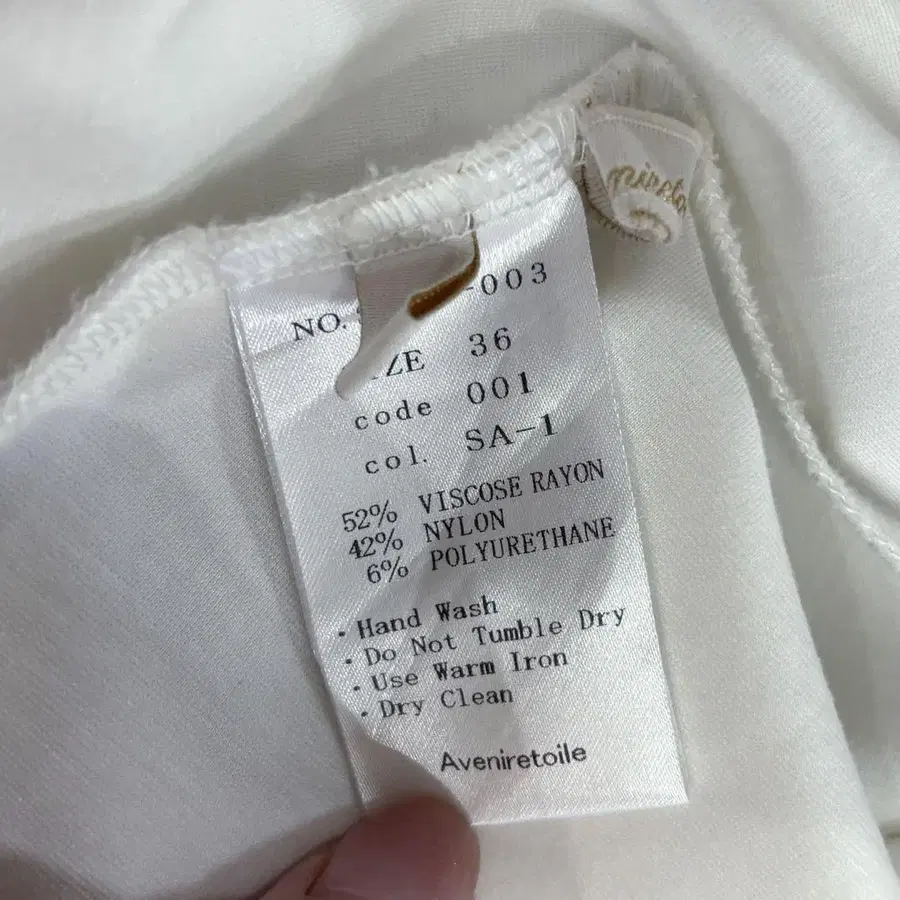 NO. -003
ZE 36
code 001
col. SA-1
52% VISCOSE RAYON
42% NYLON
6% POLYURETHANE
・Hand Wash
・Do Not Tumble Dry
・Use Warm Iron
・Dry Clean
Aveniretoile